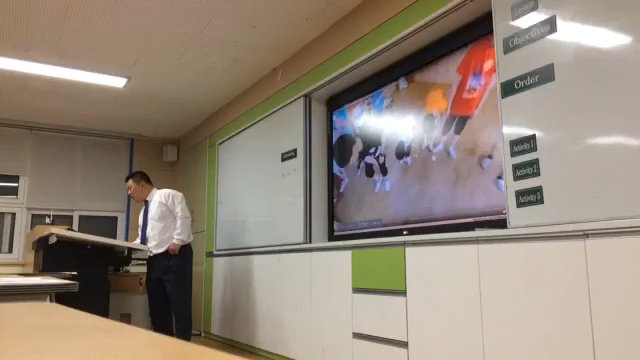 Lesson
Objectives
Order
Activity 1
Activity 2
Activity 3